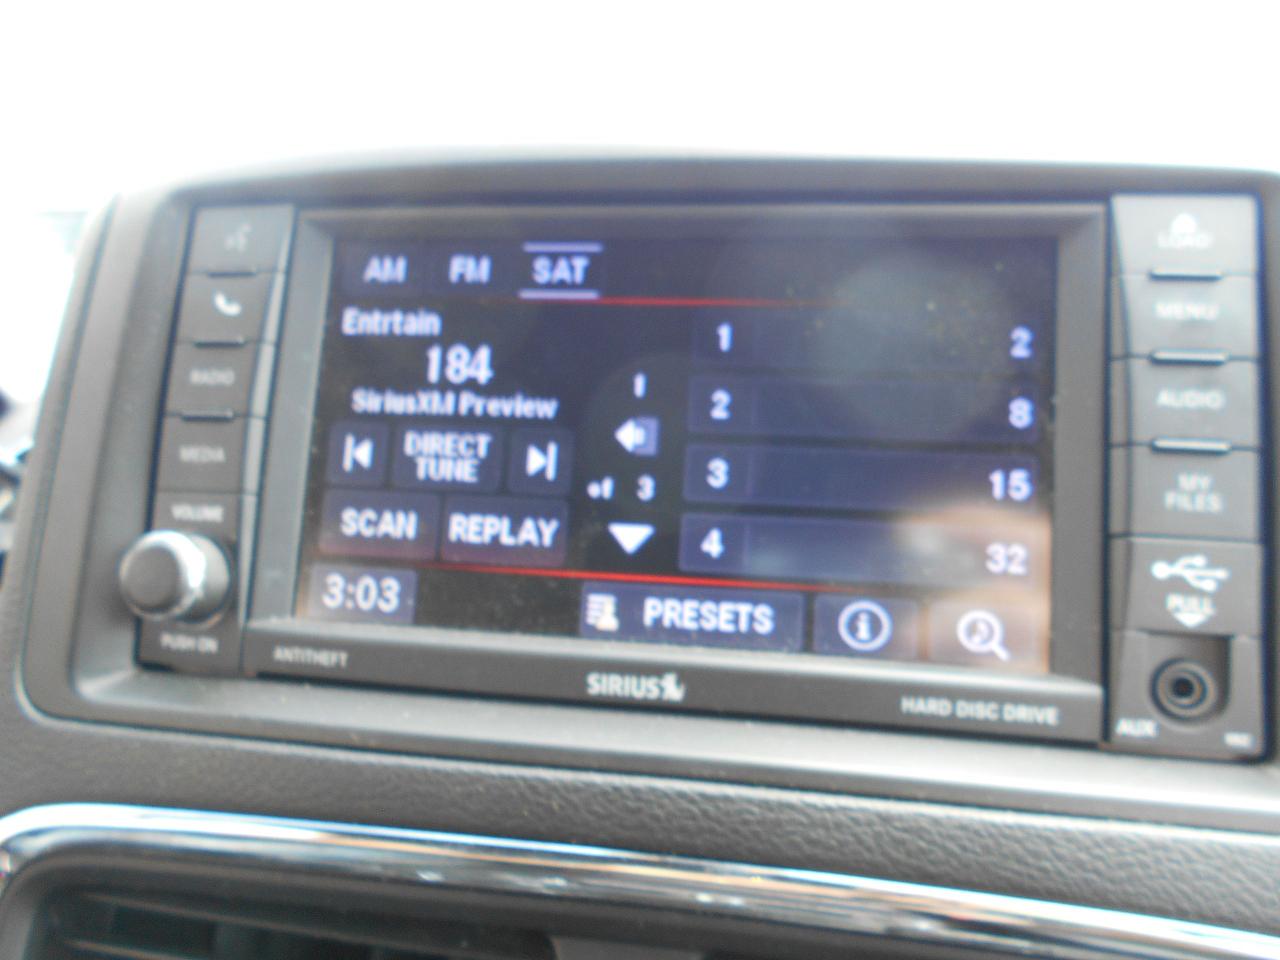 AM FM SAT
Entrtain
184
SiriusXM Preview
DIRECT
TUNE
SCAN REPLAY
1
of 3
1 2
2 8
3 15
4 32
3:03
PRESETS
RADIO
MEDIA
VOLUME
PUSH ON
LOAD
MENU
AUDIO
MY
FILES
PULL
AUX
ANTITHEFT
SIRIUS
HARD DISC DRIVE